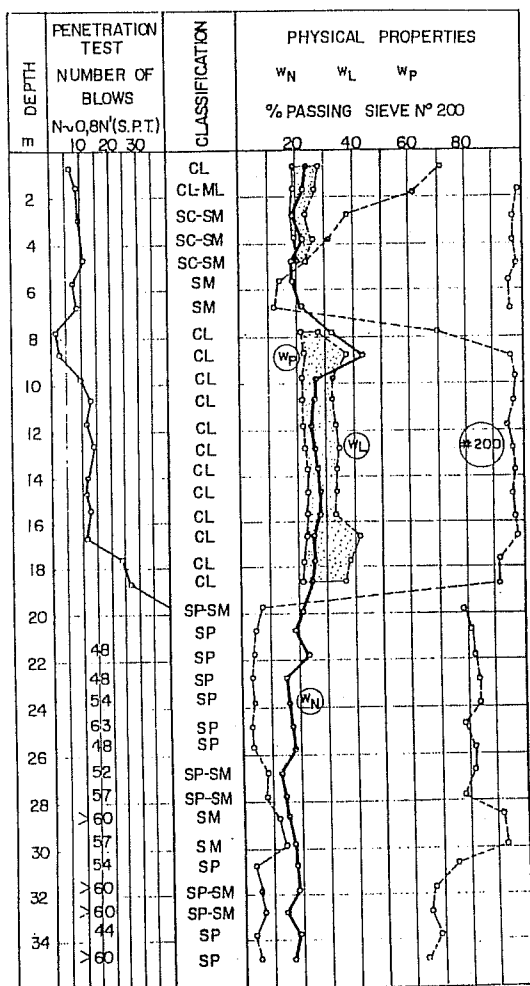 PENETRATION
TEST
NUMBER OF
BLOWS
N~0,8N'(S.P.T.)
10 20 30
DEPTH
m
CLASSIFICATION
PHYSICAL PROPERTIES
wN wL wP
% PASSING SIEVE Nº 200
20 40 60 80 100
CL
2 CL-ML
SC-SM
4 SC-SM
SC-SM
6 SM
SM
8 CL
CL wP
10 CL
CL
12 CL
CL wL #200
14 CL
CL
16 CL
CL
18 CL
CL
20 SP-SM
SP
22 48 SP
48 SP
24 54 SP wN
63 SP
26 48 SP
52 SP-SM
28 57 SP-SM
>60 SM
30 57 SM
54 SP
32 >60 SP-SM
>60 SP-SM
34 44 SP
>60 SP